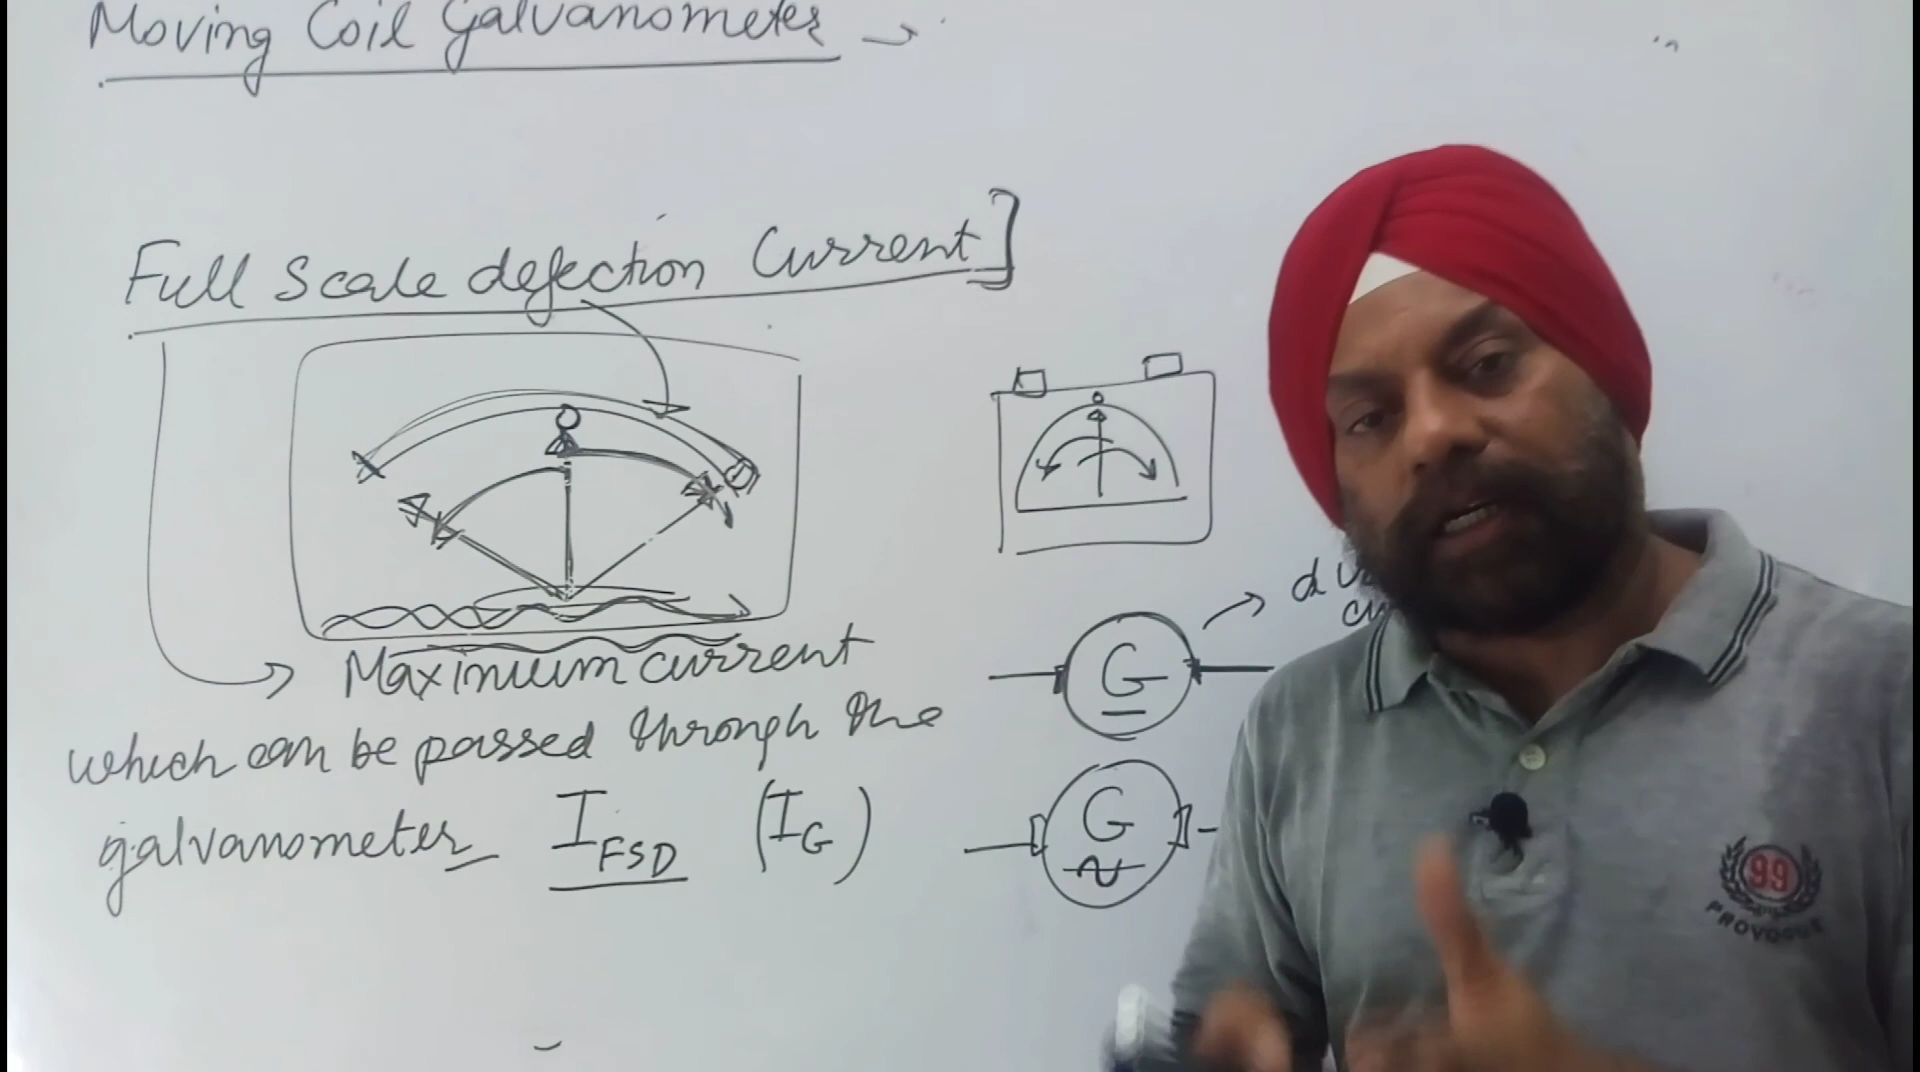 Moving Coil Galvanometer →
Full Scale defection Current]
Maximum current
which can be passed through the
galvanometer I_FSD (I_G)
G
G
99
PROVOGUE